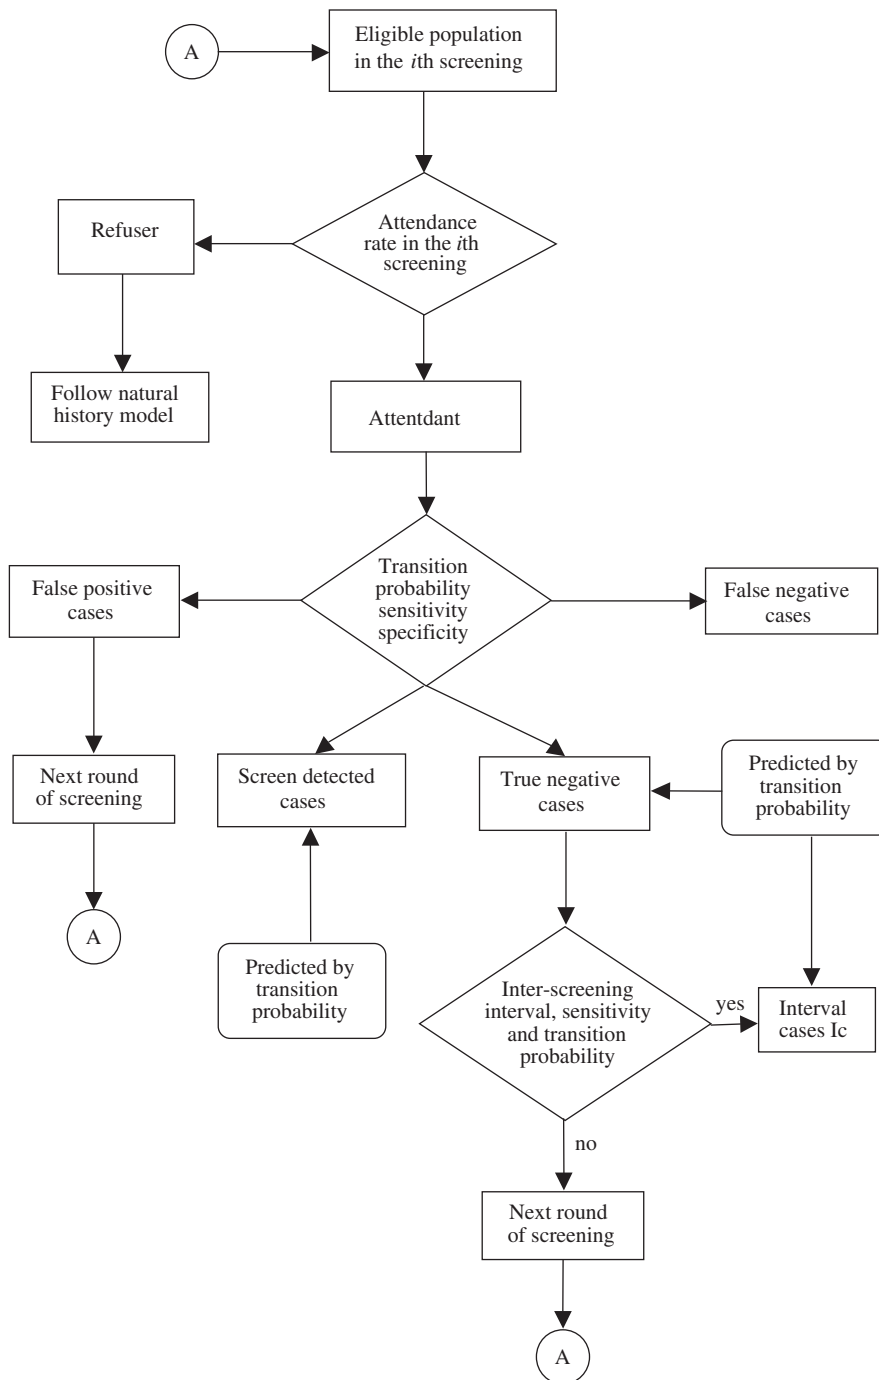 A
Eligible population
in the ith screening
Attendance
rate in the ith
screening
Refuser
Follow natural
history model
Attentdant
Transition
probability
sensitivity
specificity
False positive
cases
False negative
cases
Next round
of screening
Screen detected
cases
True negative
cases
Predicted by
transition
probability
A
Predicted by
transition
probability
Inter-screening
interval, sensitivity
and transition
probability
yes
Interval
cases Ic
no
Next round
of screening
A